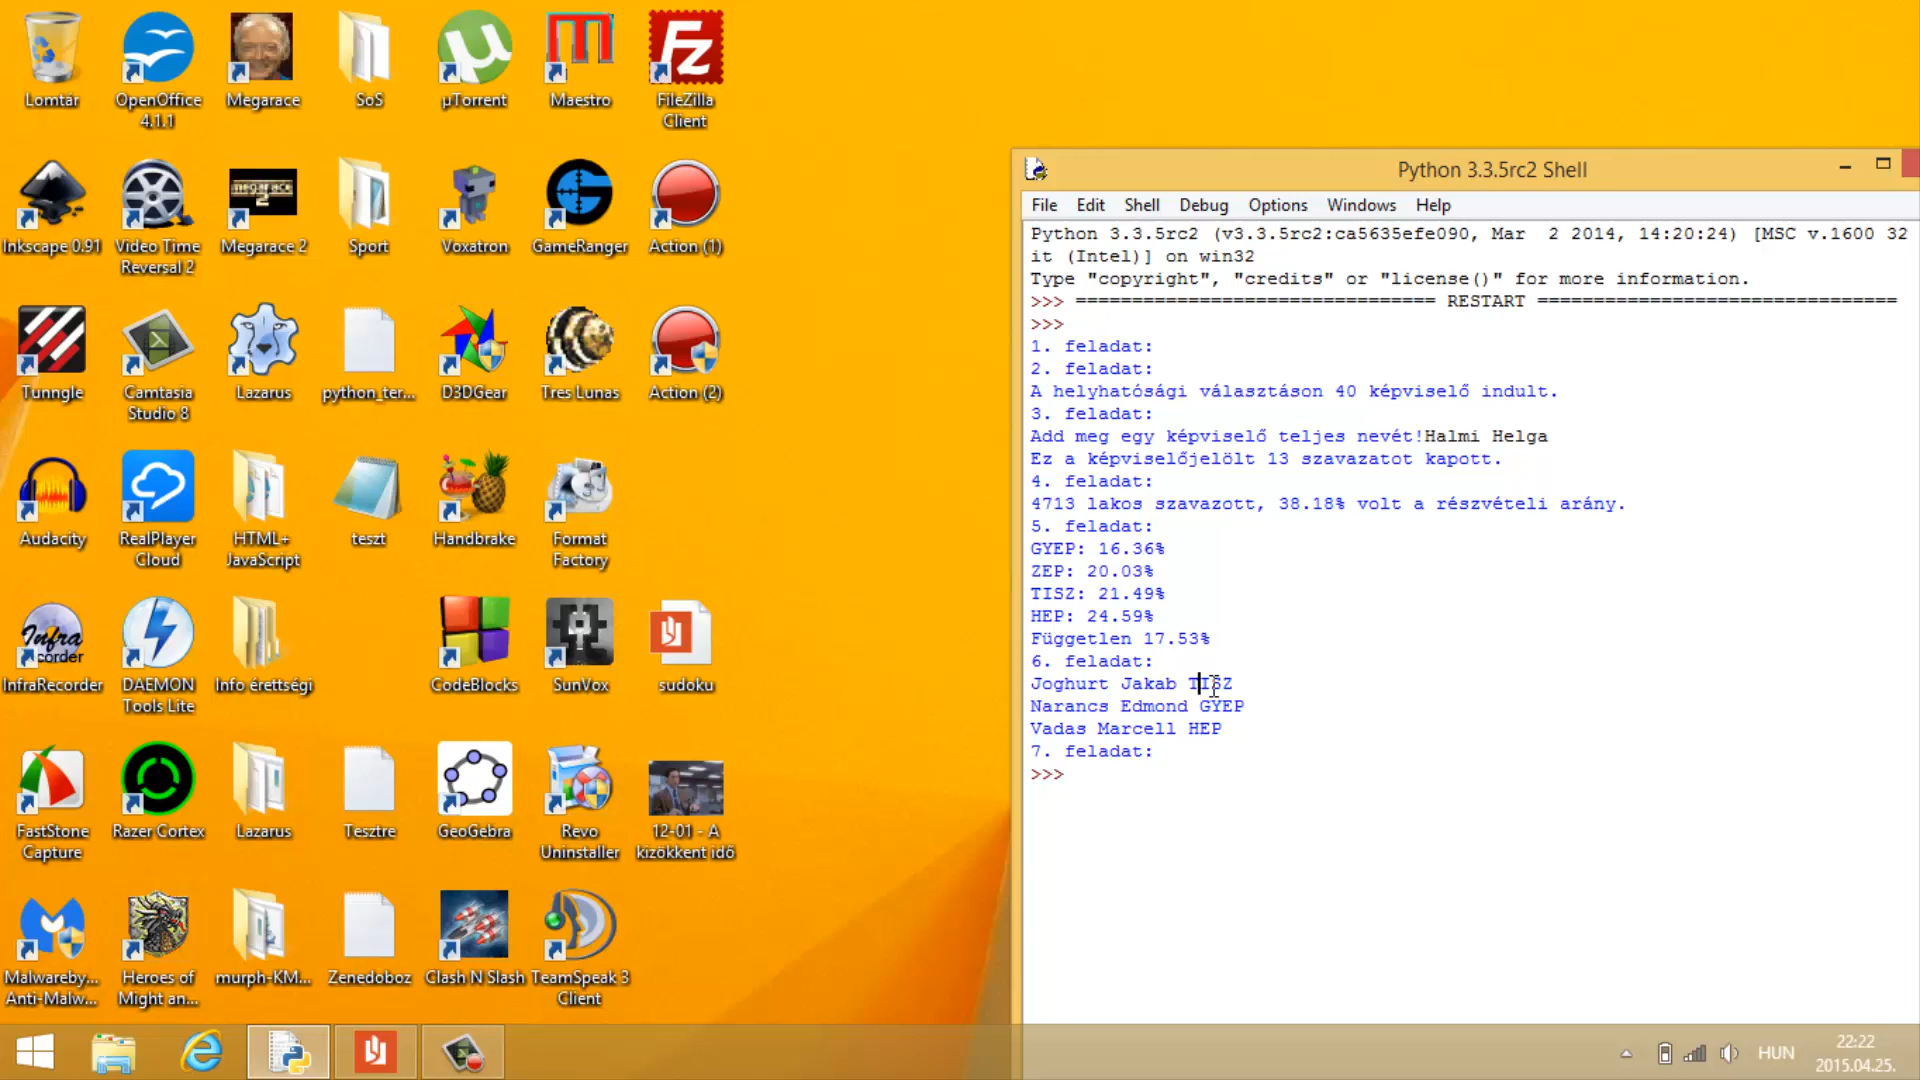 Lomtár
OpenOffice 4.1.1
Megarace
SoS
µTorrent
Maestro
FileZilla Client
Inkscape 0.91
Video Time Reversal 2
Megarace 2
Sport
Voxatron
GameRanger
Action (1)
Tunngle
Camtasia Studio 8
Lazarus
python_ter...
D3DGear
Tres Lunas
Action (2)
Audacity
RealPlayer Cloud
HTML+ JavaScript
teszt
Handbrake
Format Factory
InfraRecorder
DAEMON Tools Lite
Info érettségi
CodeBlocks
SunVox
sudoku
FastStone Capture
Razer Cortex
Lazarus
Tesztre
GeoGebra
Revo Uninstaller
12-01 - A kizökkent idő
Malwareby... Anti-Malw...
Heroes of Might an...
murph-KM...
Zenedoboz
Clash N Slash
TeamSpeak 3 Client
Python 3.3.5rc2 Shell
File Edit Shell Debug Options Windows Help
Python 3.3.5rc2 (v3.3.5rc2:ca5635efe090, Mar  2 2014, 14:20:24) [MSC v.1600 32
it (Intel)] on win32
Type "copyright", "credits" or "license()" for more information.
>>> ================================ RESTART ================================
>>>
1. feladat:
2. feladat:
A helyhatósági választáson 40 képviselő indult.
3. feladat:
Add meg egy képviselő teljes nevét!Halmi Helga
Ez a képviselőjelölt 13 szavazatot kapott.
4. feladat:
4713 lakos szavazott, 38.18% volt a részvételi arány.
5. feladat:
GYEP: 16.36%
ZEP: 20.03%
TISZ: 21.49%
HEP: 24.59%
Független 17.53%
6. feladat:
Joghurt Jakab TISZ
Narancs Edmond GYEP
Vadas Marcell HEP
7. feladat:
>>>
HUN
22:22
2015.04.25.